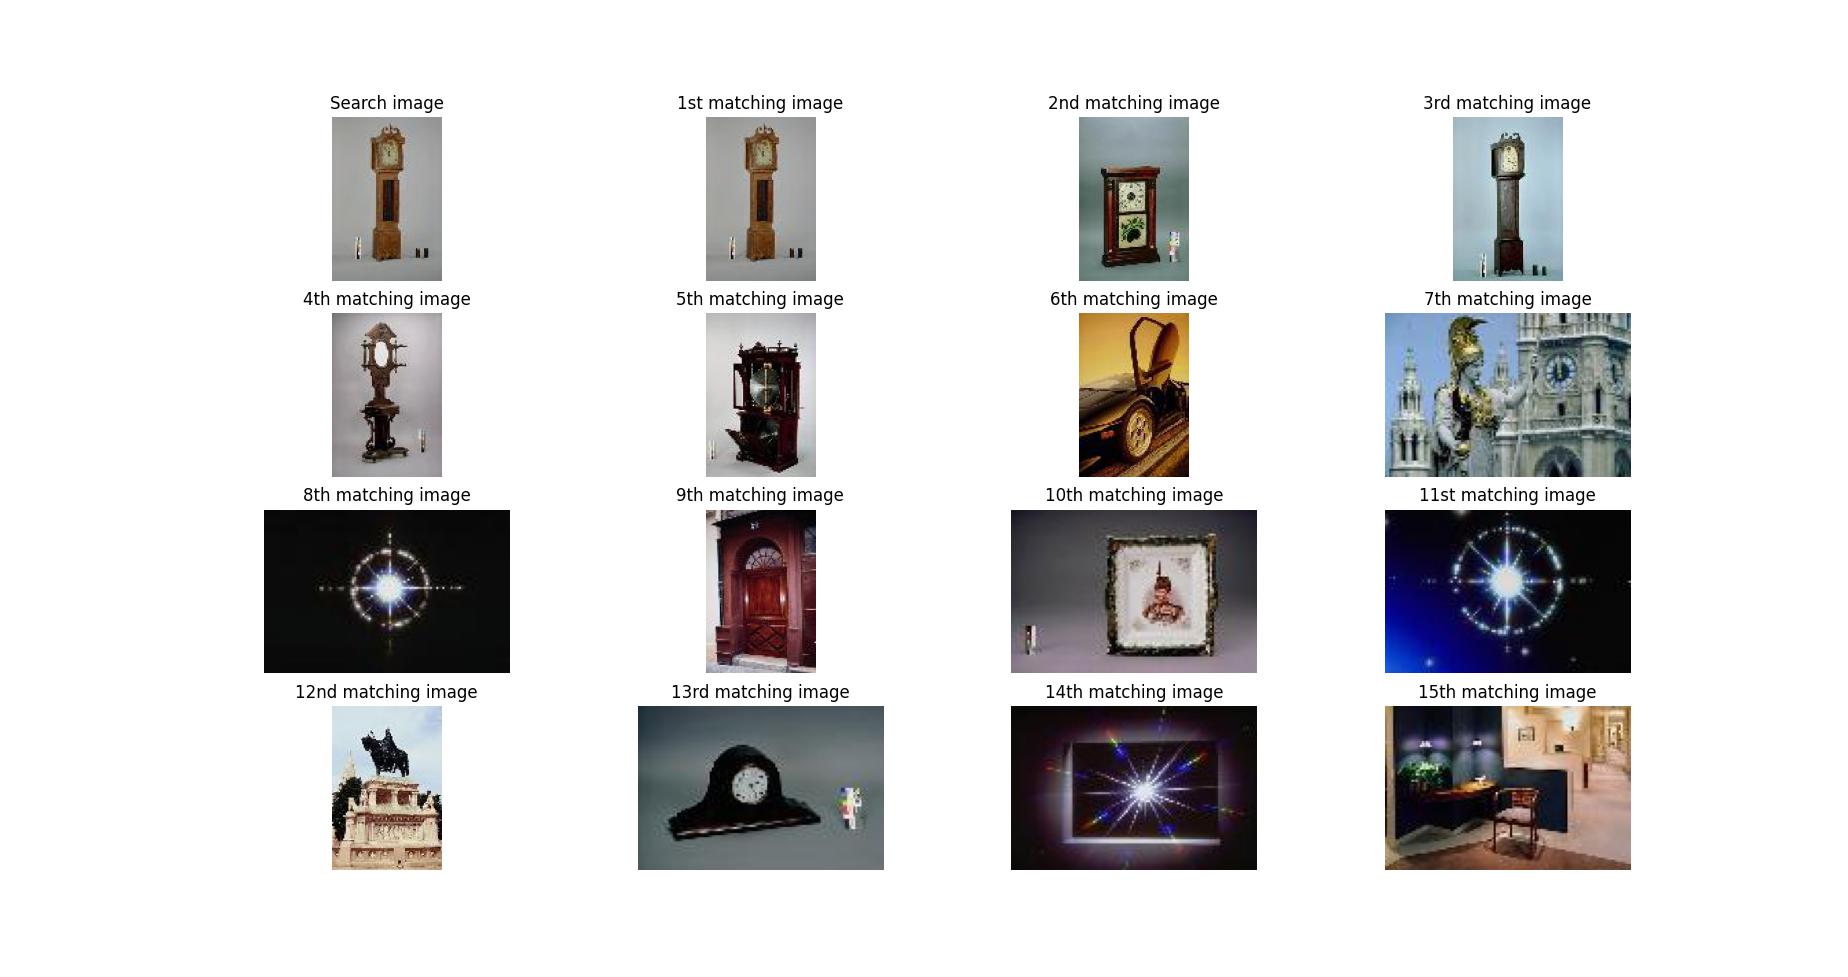 Search image
1st matching image
2nd matching image
3rd matching image
4th matching image
5th matching image
6th matching image
7th matching image
8th matching image
9th matching image
10th matching image
11st matching image
12nd matching image
13rd matching image
14th matching image
15th matching image